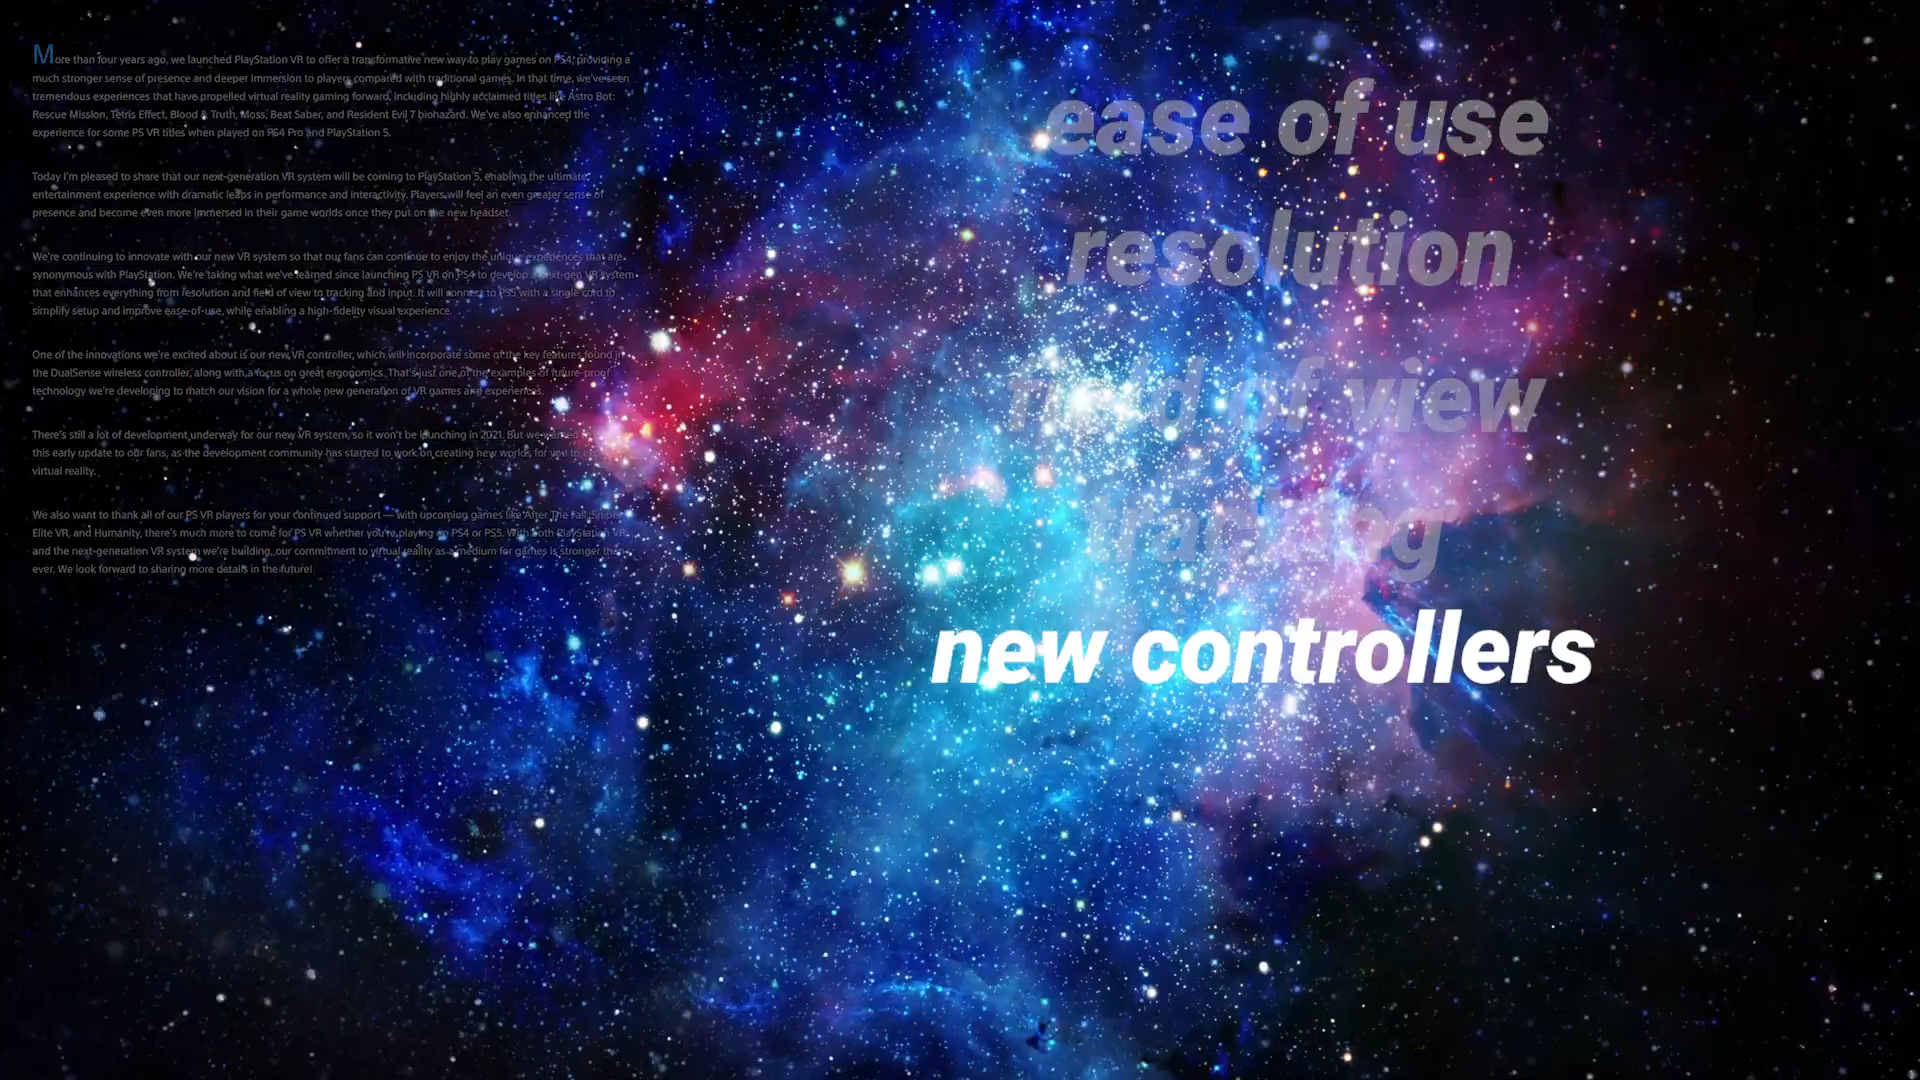 More than four years ago, we launched PlayStation VR to offer a transformative new way to play games on PS4, providing a
much stronger sense of presence and deeper immersion to players compared with traditional games. In that time, we've seen
tremendous experiences that have propelled virtual reality gaming forward, including highly acclaimed titles like Astro Bot:
Rescue Mission, Tetris Effect, Blood & Truth, Moss, Beat Saber, and Resident Evil 7 biohazard. We've also enhanced the
experience for some PS VR titles when played on PS4 Pro and PlayStation 5.
Today I'm pleased to share that our next-generation VR system will be coming to PlayStation 5, enabling the ultimate
entertainment experience with dramatic leaps in performance and interactivity. Players will feel an even greater sense of
presence and become even more immersed in their game worlds once they put on the new headset.
We're continuing to innovate with our new VR system so that our fans can continue to enjoy the unique experiences that are
synonymous with PlayStation. We're taking what we've learned since launching PS VR on PS4 to develop a next-gen VR system
that enhances everything from resolution and field of view to tracking and input. It will connect to PS5 with a single cord to
simplify setup and improve ease-of-use, while enabling a high-fidelity visual experience.
One of the innovations we're excited about is our new VR controller, which will incorporate some of the key features found in
the DualSense wireless controller, along with a focus on great ergogomics. That's just one of the examples of future-proof
technology we're developing to match our vision for a whole new generation of VR games and experiences.
There's still a lot of development underway for our new VR system, so it won't be launching in 2021. But we wanted
this early update to our fans, as the development community has started to work on creating new worlds for you to
virtual reality.
We also want to thank all of our PS VR players for your continued support — with upcoming games like After The Fall, Sniper
Elite VR, and Humanity, there's much more to come for PS VR whether you're playing on PS4 or PS5. With both PlayStation VR
and the next-generation VR system we're building, our commitment to virtual reality as a medium for games is stronger than
ever. We look forward to sharing more details in the future!
ease of use
resolution
field of view
tracking
new controllers